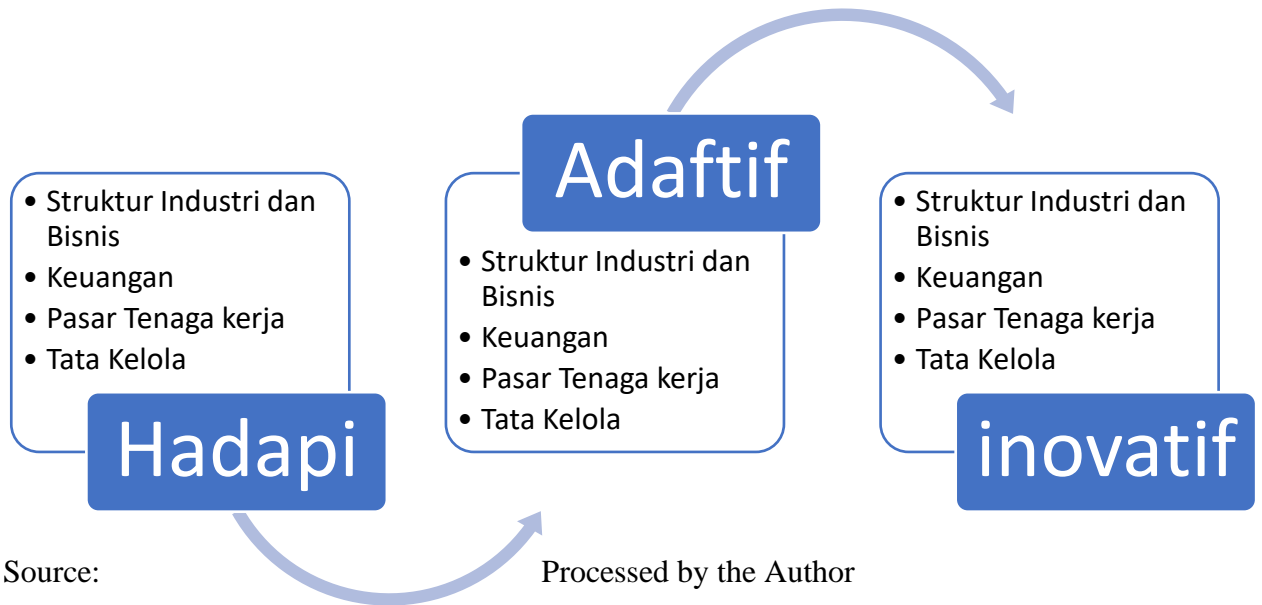 • Struktur Industri dan
Bisnis
• Keuangan
• Pasar Tenaga kerja
• Tata Kelola
Hadapi
Adaftif
• Struktur Industri dan
Bisnis
• Keuangan
• Pasar Tenaga kerja
• Tata Kelola
• Struktur Industri dan
Bisnis
• Keuangan
• Pasar Tenaga kerja
• Tata Kelola
inovatif
Source: Processed by the Author